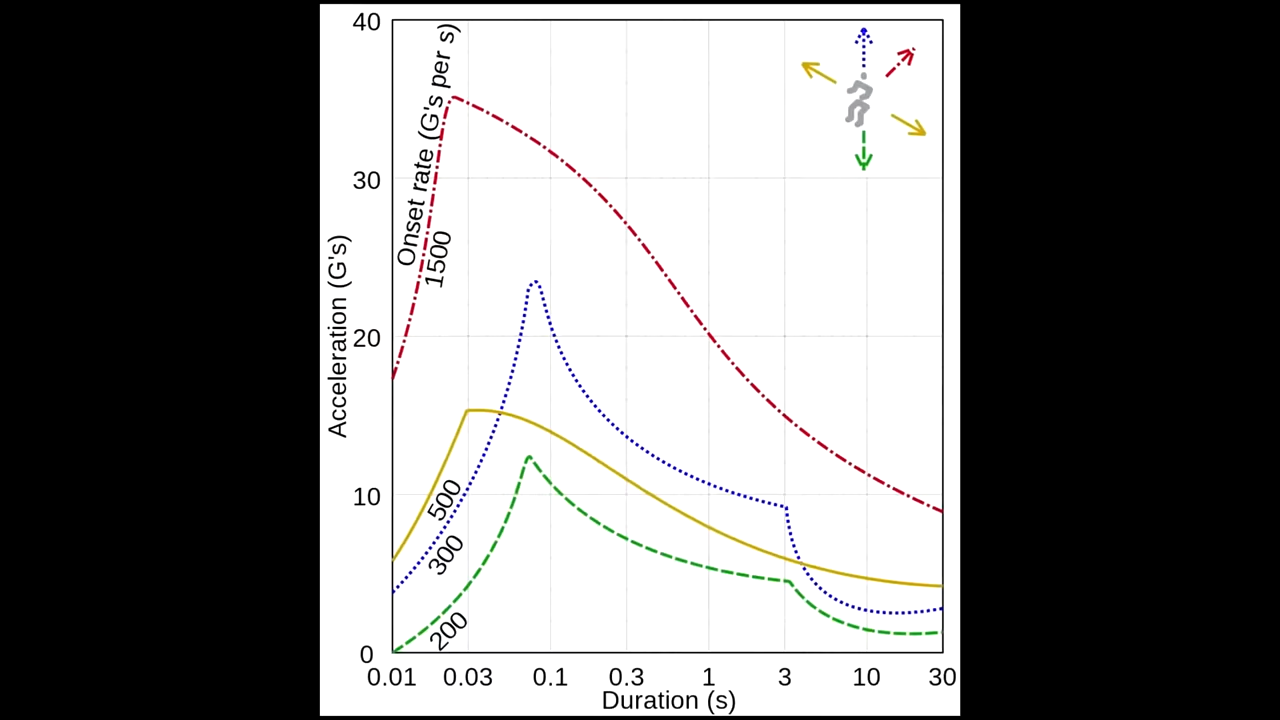 40
30
20
10
0
Acceleration (G's)
Onset rate (G's per s)
1500
500
300
200
0.01 0.03 0.1 0.3 1 3 10 30
Duration (s)